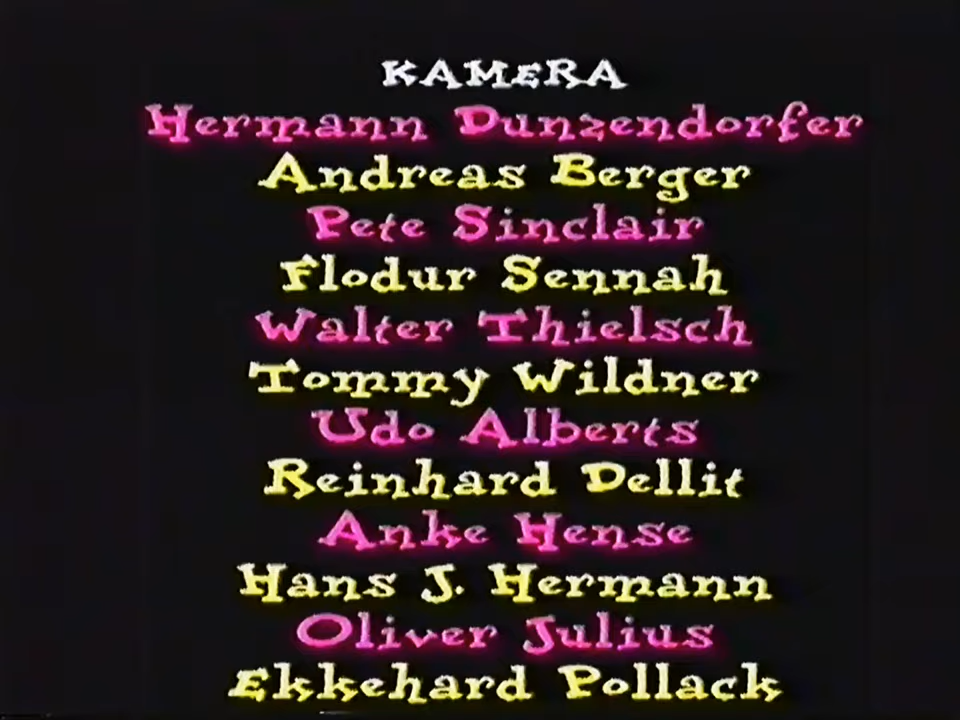 KAMERA
Hermann Dunzendorfer
Andreas Berger
Pete Sinclair
Flodur Sennah
Walter Thielsch
Tommy Wildner
Udo Alberts
Reinhard Dellit
Anke Hense
Hans J. Hermann
Oliver Julius
Ekkehard Pollack